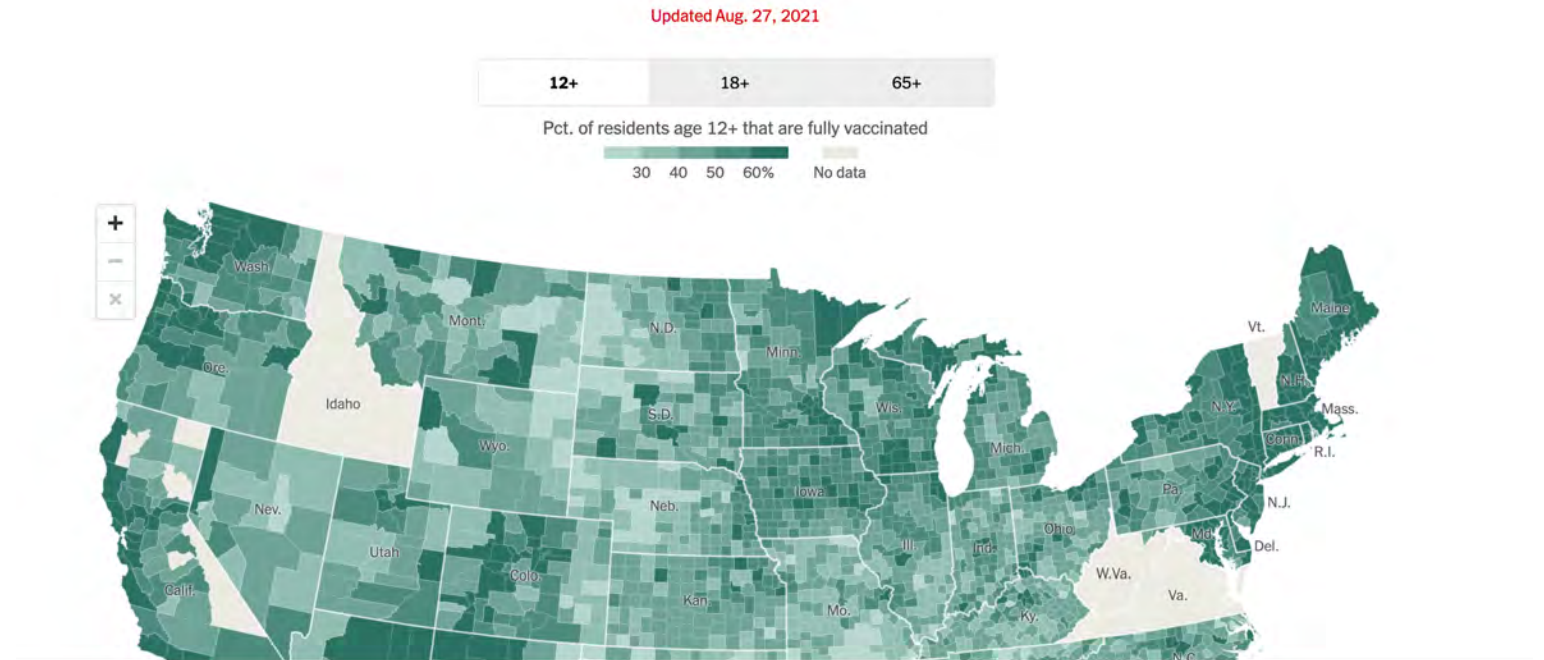 Updated Aug. 27, 2021
12+ 18+ 65+
Pct. of residents age 12+ that are fully vaccinated
30 40 50 60% No data
+
−
×
Wash.
Mont.
N.D.
Minn.
Maine
Vt.
Ore.
Idaho
S.D.
Wis.
N.Y.
N.H.
Mass.
Wyo.
Mich.
Conn.
R.I.
Nev.
Neb.
Iowa
Pa.
N.J.
Utah
Colo.
Ill.
Ind.
Ohio
Md.
Del.
Calif.
Kan.
Mo.
Ky.
W.Va.
Va.
N.C.